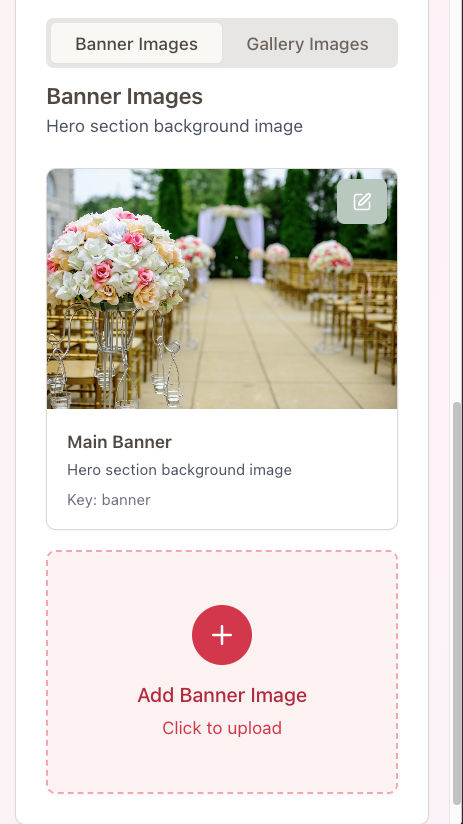 Banner Images
Gallery Images
Banner Images
Hero section background image
Main Banner
Hero section background image
Key: banner
Add Banner Image
Click to upload